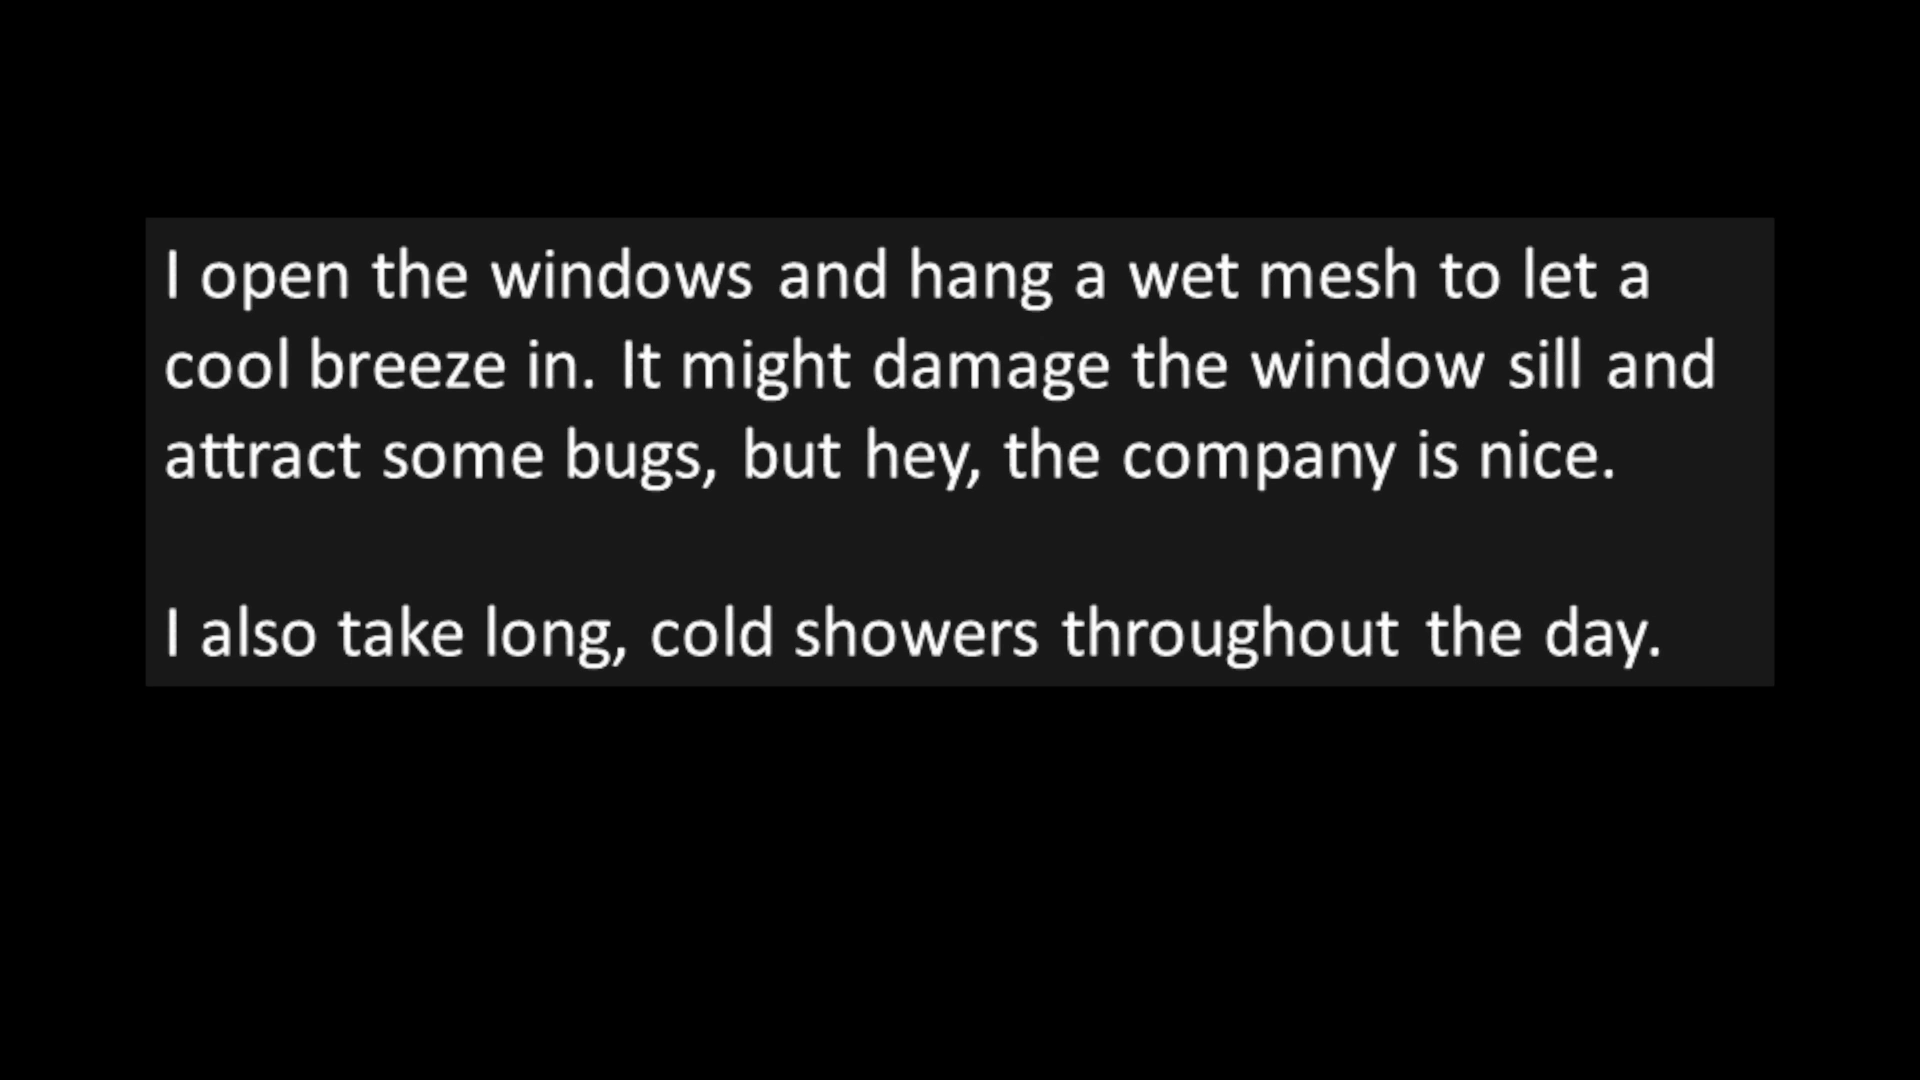 I open the windows and hang a wet mesh to let a
cool breeze in. It might damage the window sill and
attract some bugs, but hey, the company is nice.
I also take long, cold showers throughout the day.